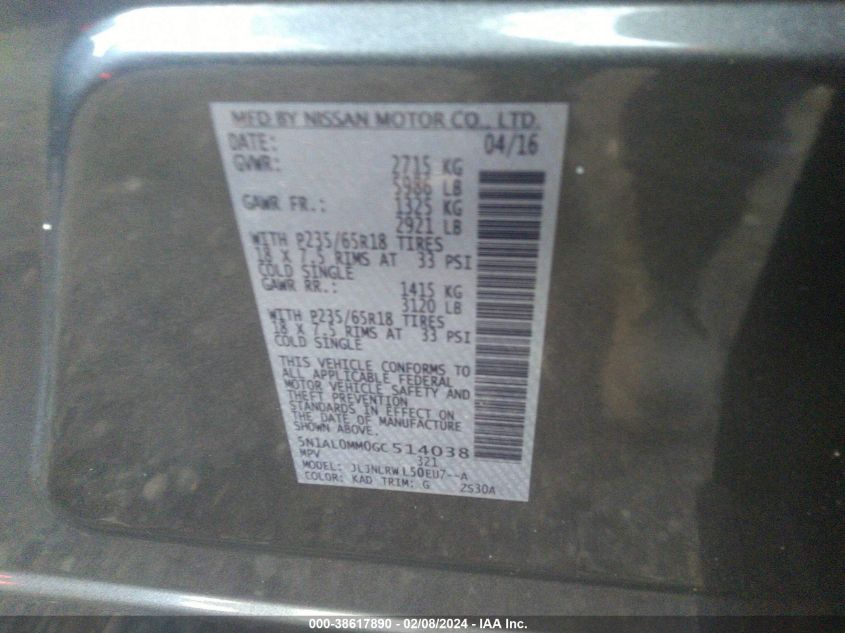 MFD BY NISSAN MOTOR CO., LTD.
DATE: 04/16
GVWR: 2715 KG
5986 LB
GAWR FR.: 1325 KG
2921 LB
WITH P235/65R18 TIRES
18 X 7.5 RIMS AT 33 PSI
COLD SINGLE
GAWR RR.: 1415 KG
3120 LB
WITH P235/65R18 TIRES
18 X 7.5 RIMS AT 33 PSI
COLD SINGLE
THIS VEHICLE CONFORMS TO
ALL APPLICABLE FEDERAL
MOTOR VEHICLE SAFETY AND
THEFT PREVENTION
STANDARDS IN EFFECT ON
THE DATE OF MANUFACTURE
SHOWN ABOVE.
5N1AL0MM0GC514038
MPV 321
MODEL: JLJNLRWL50EU7--A
COLOR: KAD TRIM: G 2S30A
000-38617890 - 02/08/2024 - IAA Inc.